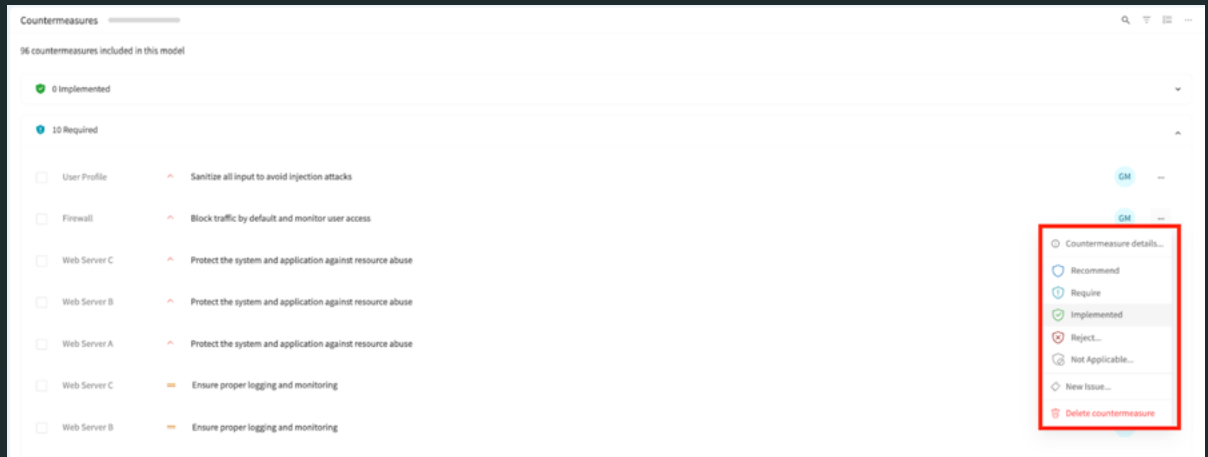 Countermeasures
96 countermeasures included in this model
0 Implemented
10 Required
User Profile Sanitize all input to avoid injection attacks GM
Firewall Block traffic by default and monitor user access GM
Web Server C Protect the system and application against resource abuse
Web Server B Protect the system and application against resource abuse
Web Server A Protect the system and application against resource abuse
Web Server C Ensure proper logging and monitoring
Web Server B Ensure proper logging and monitoring
Countermeasure details...
Recommend
Require
Implemented
Reject...
Not Applicable...
New Issue...
Delete countermeasure